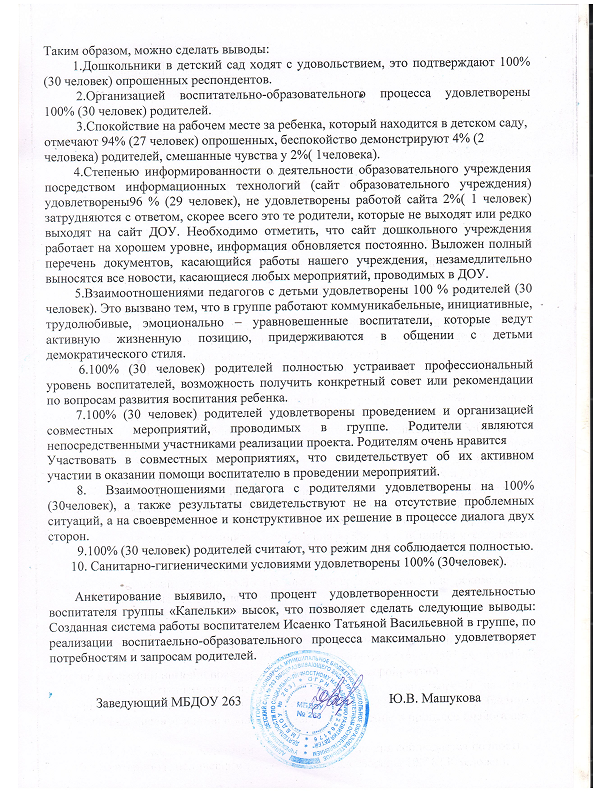 Таким образом, можно сделать выводы:
1.Дошкольники в детский сад ходят с удовольствием, это подтверждают 100%
(30 человек) опрошенных респондентов.
2.Организацией воспитательно-образовательного процесса удовлетворены
100% (30 человек) родителей.
3.Спокойствие на рабочем месте за ребенка, который находится в детском саду,
отмечают 94% (27 человек) опрошенных, беспокойство демонстрируют 4% (2
человека) родителей, смешанные чувства у 2%( 1человека).
4.Степенью информированности о деятельности образовательного учреждения
посредством информационных технологий (сайт образовательного учреждения)
удовлетворены96 % (29 человек), не удовлетворены работой сайта 2%( 1 человек)
затрудняются с ответом, скорее всего это те родители, которые не выходят или редко
выходят на сайт ДОУ. Необходимо отметить, что сайт дошкольного учреждения
работает на хорошем уровне, информация обновляется постоянно. Выложен полный
перечень документов, касающийся работы нашего учреждения, незамедлительно
выносятся все новости, касающиеся любых мероприятий, проводимых в ДОУ.
5.Взаимоотношениями педагогов с детьми удовлетворены 100 % родителей (30
человек). Это вызвано тем, что в группе работают коммуникабельные, инициативные,
трудолюбивые, эмоционально – уравновешенные воспитатели, которые ведут
активную жизненную позицию, придерживаются в общении с детьми
демократического стиля.
6.100% (30 человек) родителей полностью устраивает профессиональный
уровень воспитателей, возможность получить конкретный совет или рекомендации
по вопросам развития воспитания ребенка.
7.100% (30 человек) родителей удовлетворены проведением и организацией
совместных мероприятий, проводимых в группе. Родители являются
непосредственными участниками реализации проекта. Родителям очень нравится
Участвовать в совместных мероприятиях, что свидетельствует об их активном
участии в оказании помощи воспитателю в проведении мероприятий.
8. Взаимоотношениями педагога с родителями удовлетворены на 100%
(30человек), а также результаты свидетельствуют не на отсутствие проблемных
ситуаций, а на своевременное и конструктивное их решение в процессе диалога двух
сторон.
9.100% (30 человек) родителей считают, что режим дня соблюдается полностью.
10. Санитарно-гигиеническими условиями удовлетворены 100% (30человек).
Анкетирование выявило, что процент удовлетворенности деятельностью
воспитателя группы «Капельки» высок, что позволяет сделать следующие выводы:
Созданная система работы воспитателем Исаенко Татьяной Васильевной в группе, по
реализации воспитаельно-образовательного процесса максимально удовлетворяет
потребностям и запросам родителей.
Заведующий МБДОУ 263
Ю.В. Машукова
№ 263